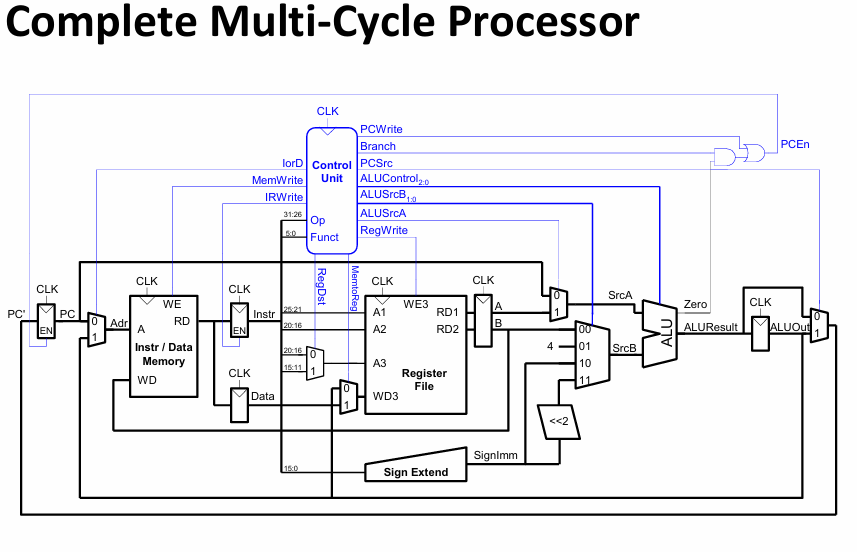 Complete Multi-Cycle Processor
CLK
PCWrite
Branch
PCEn
IorD
Control
Unit
PCSrc
MemWrite
ALUControl2:0
IRWrite
ALUSrcB1:0
31:26
Op
ALUSrcA
5:0
Funct
RegWrite
RegDst
MemtoReg
CLK
CLK
CLK
CLK
CLK
PC'
EN
PC
0
1
Adr
WE
A
RD
Instr / Data
Memory
WD
EN
Instr
25:21
20:16
20:16
15:11
0
1
CLK
Data
0
1
WE3
A1
RD1
A2
RD2
A3
Register
File
WD3
A
B
0
1
SrcA
4
00
01
10
11
SrcB
<<2
ALU
Zero
ALUResult
CLK
ALUOut
0
1
15:0
Sign Extend
SignImm